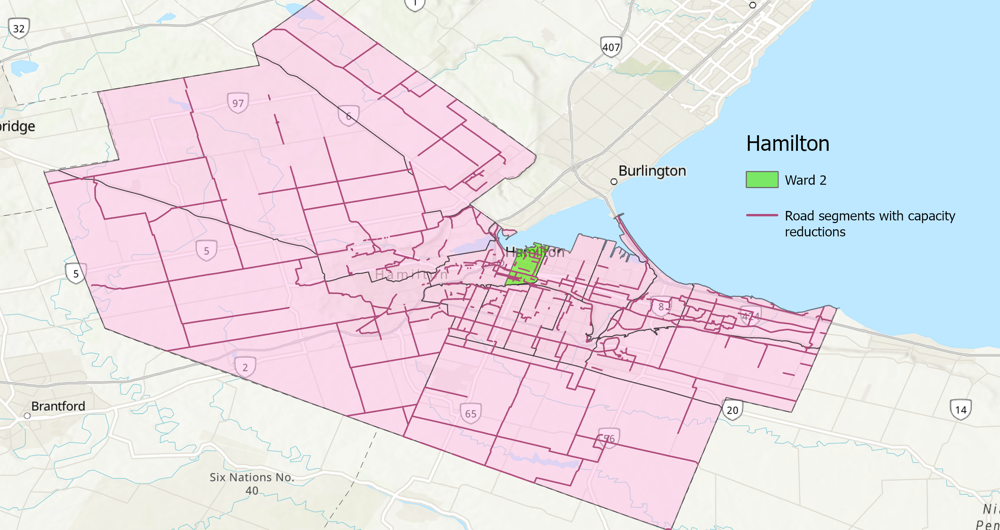 1
32
407
97
6
bridge
Burlington
Hamilton
Ward 2
Road segments with capacity
reductions
5
Hamilton
5
Hamilton
8
424
2
Brantford
65
20
14
56
Six Nations No.
40
Ni
Pen